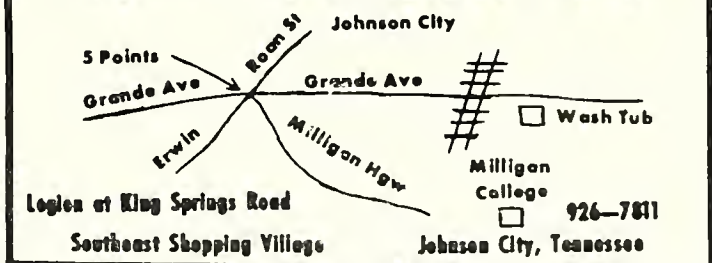 Johnson City
5 Points
Roan St
Grande Ave
Grande Ave
Wash Tub
Erwin
Milligan Hgw
Milligan
College
Legion at King Springs Road
926—7811
Southeast Shopping Village
Johnson City, Tennessee